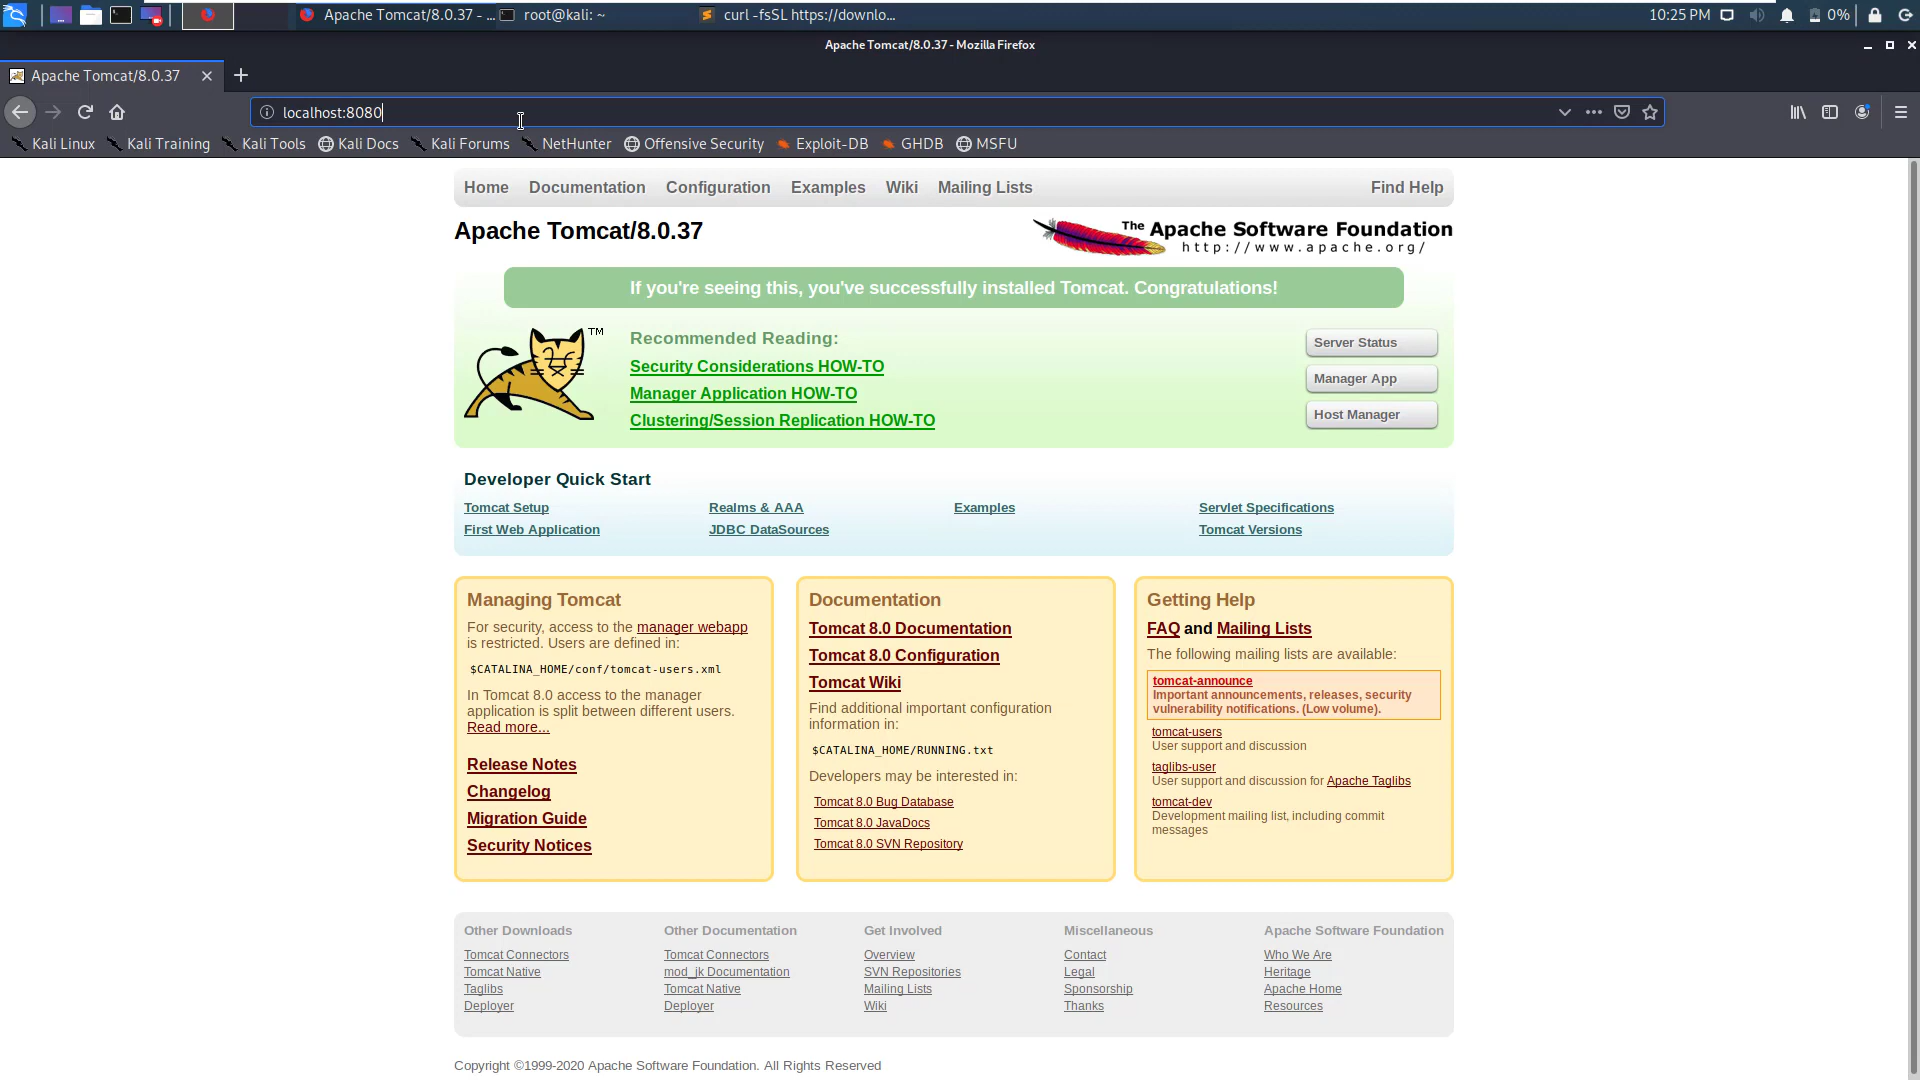 Apache Tomcat/8.0.37 - ...
root@kali: ~
curl -fsSL https://downlo...
10:25 PM
0%
Apache Tomcat/8.0.37 - Mozilla Firefox
Apache Tomcat/8.0.37
localhost:8080
Kali Linux Kali Training Kali Tools Kali Docs Kali Forums NetHunter Offensive Security Exploit-DB GHDB MSFU
Home Documentation Configuration Examples Wiki Mailing Lists Find Help
Apache Tomcat/8.0.37
The Apache Software Foundation
http://www.apache.org/
If you're seeing this, you've successfully installed Tomcat. Congratulations!
TM
Recommended Reading:
Security Considerations HOW-TO
Manager Application HOW-TO
Clustering/Session Replication HOW-TO
Server Status
Manager App
Host Manager
Developer Quick Start
Tomcat Setup
First Web Application
Realms & AAA
JDBC DataSources
Examples
Servlet Specifications
Tomcat Versions
Managing Tomcat
For security, access to the manager webapp
is restricted. Users are defined in:
$CATALINA_HOME/conf/tomcat-users.xml
In Tomcat 8.0 access to the manager
application is split between different users.
Read more...
Release Notes
Changelog
Migration Guide
Security Notices
Documentation
Tomcat 8.0 Documentation
Tomcat 8.0 Configuration
Tomcat Wiki
Find additional important configuration
information in:
$CATALINA_HOME/RUNNING.txt
Developers may be interested in:
Tomcat 8.0 Bug Database
Tomcat 8.0 JavaDocs
Tomcat 8.0 SVN Repository
Getting Help
FAQ and Mailing Lists
The following mailing lists are available:
tomcat-announce
Important announcements, releases, security
vulnerability notifications. (Low volume).
tomcat-users
User support and discussion
taglibs-user
User support and discussion for Apache Taglibs
tomcat-dev
Development mailing list, including commit
messages
Other Downloads
Tomcat Connectors
Tomcat Native
Taglibs
Deployer
Other Documentation
Tomcat Connectors
mod_jk Documentation
Tomcat Native
Deployer
Get Involved
Overview
SVN Repositories
Mailing Lists
Wiki
Miscellaneous
Contact
Legal
Sponsorship
Thanks
Apache Software Foundation
Who We Are
Heritage
Apache Home
Resources
Copyright ©1999-2020 Apache Software Foundation. All Rights Reserved